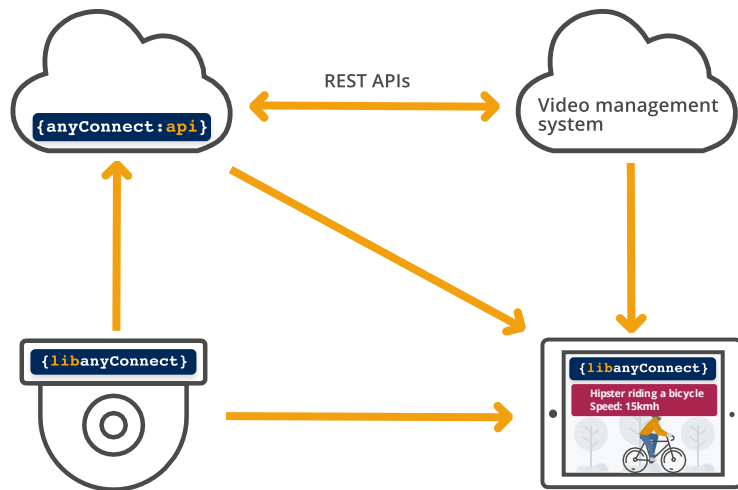 REST APIs
{anyConnect:api}
Video management
system
{libanyConnect}
{libanyConnect}
Hipster riding a bicycle
Speed: 15kmh